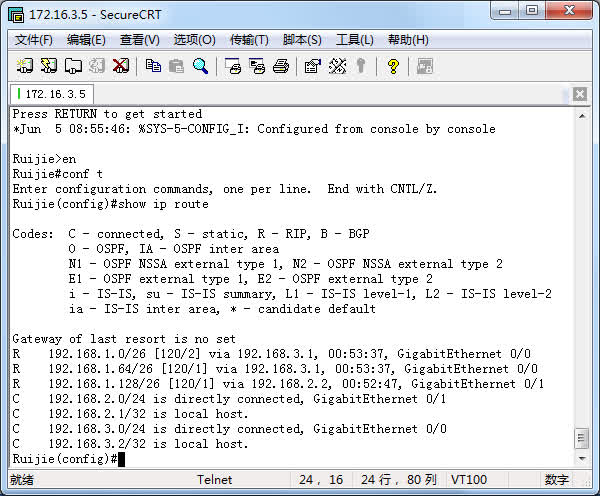 172.16.3.5 - SecureCRT
文件(F) 编辑(E) 查看(V) 选项(O) 传输(T) 脚本(S) 工具(L) 帮助(H)
172.16.3.5
Press RETURN to get started
*Jun  5 08:55:46: %SYS-5-CONFIG_I: Configured from console by console
Ruijie>en
Ruijie#conf t
Enter configuration commands, one per line.  End with CNTL/Z.
Ruijie(config)#show ip route
Codes:  C - connected, S - static, R - RIP, B - BGP
O - OSPF, IA - OSPF inter area
N1 - OSPF NSSA external type 1, N2 - OSPF NSSA external type 2
E1 - OSPF external type 1, E2 - OSPF external type 2
i - IS-IS, su - IS-IS summary, L1 - IS-IS level-1, L2 - IS-IS level-2
ia - IS-IS inter area, * - candidate default
Gateway of last resort is no set
R    192.168.1.0/26 [120/2] via 192.168.3.1, 00:53:37, GigabitEthernet 0/0
R    192.168.1.64/26 [120/1] via 192.168.3.1, 00:53:37, GigabitEthernet 0/0
R    192.168.1.128/26 [120/1] via 192.168.2.2, 00:52:47, GigabitEthernet 0/1
C    192.168.2.0/24 is directly connected, GigabitEthernet 0/1
C    192.168.2.1/32 is local host.
C    192.168.3.0/24 is directly connected, GigabitEthernet 0/0
C    192.168.3.2/32 is local host.
Ruijie(config)#
就绪 Telnet 24, 16 24 行, 80 列 VT100 数字